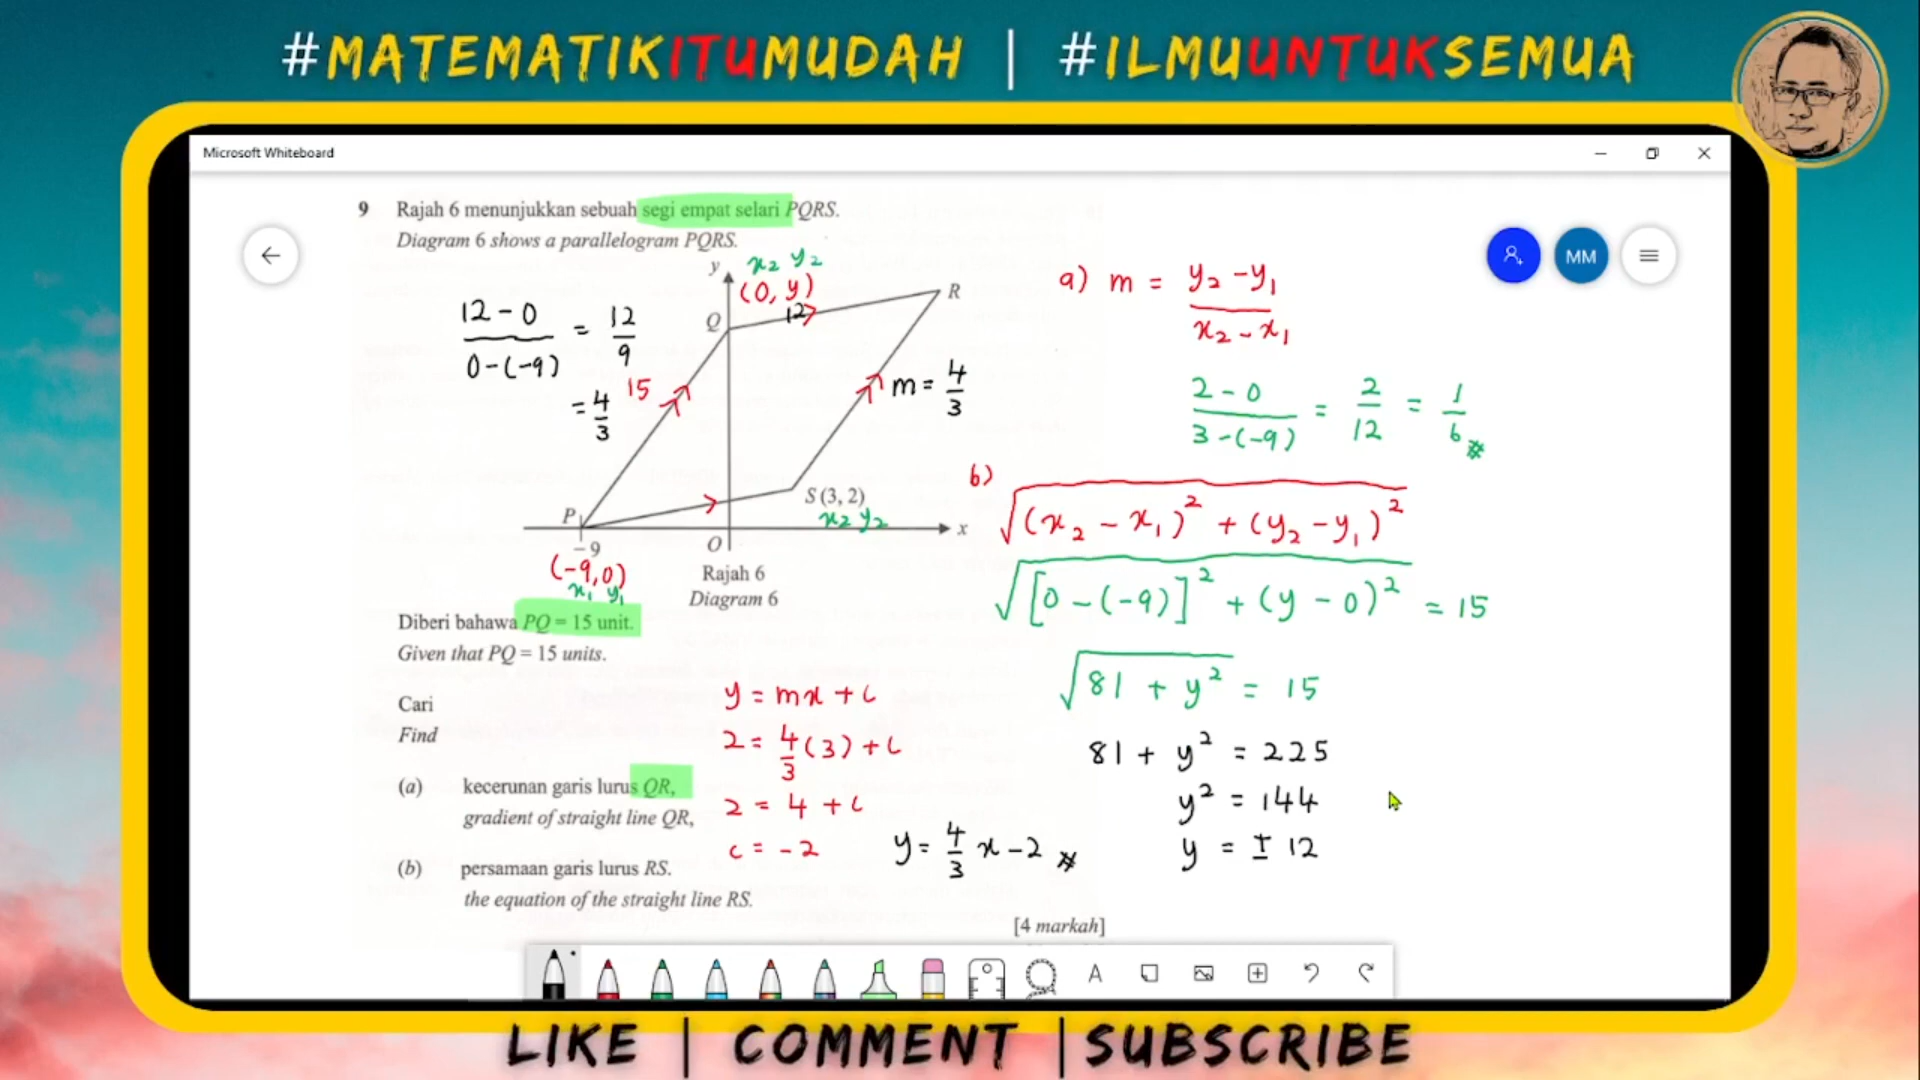 #MATEMATIKITUMUDAH | #ILMUUNTUKSEMUA
Microsoft Whiteboard
MM
9 Rajah 6 menunjukkan sebuah segi empat selari PQRS.
Diagram 6 shows a parallelogram PQRS.
y
x₂ y₂
(0, y)
12
Q
R
(12 - 0)/(0 - (-9)) = 12/9
= 4/3
15
m = 4/3
S (3, 2)
x₂ y₂
P
-9
O
x
(-9,0)
x₁ y₁
Rajah 6
Diagram 6
Diberi bahawa PQ = 15 unit.
Given that PQ = 15 units.
Cari
Find
(a) kecerunan garis lurus QR,
gradient of straight line QR,
(b) persamaan garis lurus RS.
the equation of the straight line RS.
[4 markah]
y = mx + c
2 = 4/3 (3) + c
2 = 4 + c
c = -2
y = 4/3 x - 2 #
a) m = (y₂ - y₁)/(x₂ - x₁)
(2 - 0)/(3 - (-9)) = 2/12 = 1/6 #
b)
√((x₂ - x₁)² + (y₂ - y₁)²)
√([0 - (-9)]² + (y - 0)²) = 15
√(81 + y²) = 15
81 + y² = 225
y² = 144
y = ± 12
A
LIKE | COMMENT | SUBSCRIBE